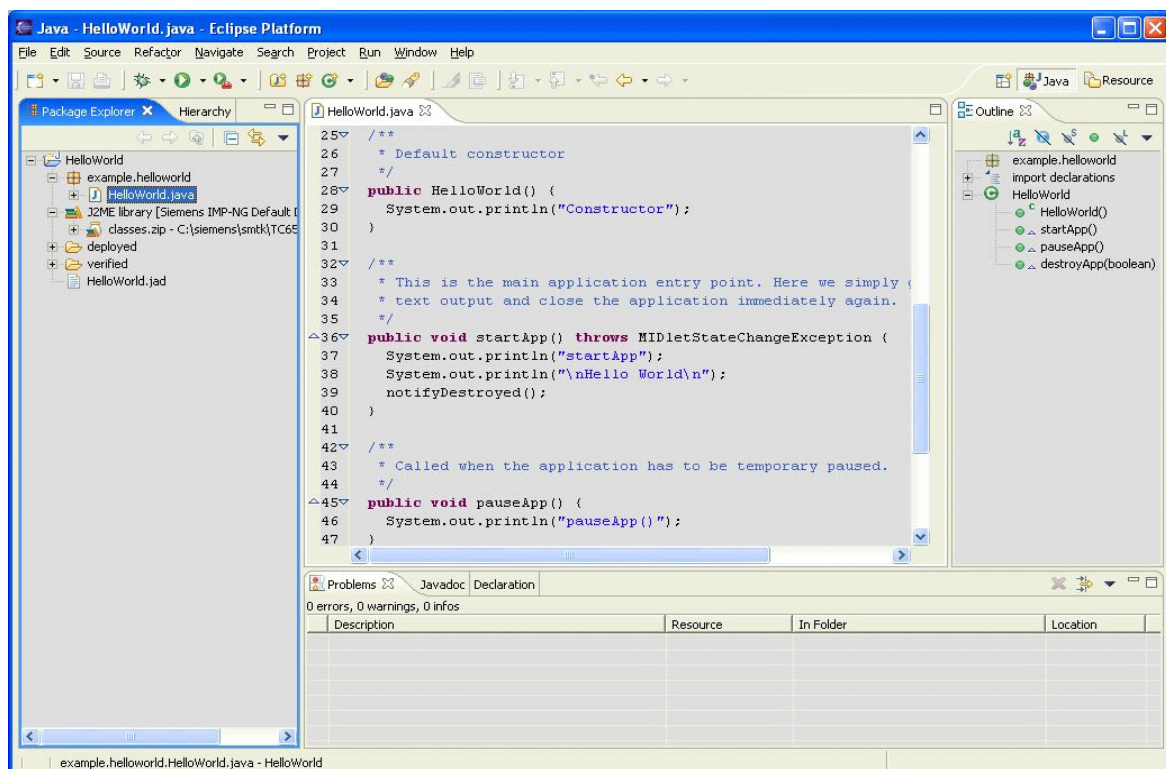 Java - HelloWorld.java - Eclipse Platform
File Edit Source Refactor Navigate Search Project Run Window Help
Java Resource
Package Explorer Hierarchy
HelloWorld
example.helloworld
HelloWorld.java
J2ME library [Siemens IMP-NG Default
classes.zip - C:\siemens\smtk\TC65
deployed
verified
HelloWorld.jad
HelloWorld.java
25 /**
26 * Default constructor
27 */
28 public HelloWorld() {
29 System.out.println("Constructor");
30 }
31
32 /**
33 * This is the main application entry point. Here we simply
34 * text output and close the application immediately again.
35 */
36 public void startApp() throws MIDletStateChangeException {
37 System.out.println("startApp");
38 System.out.println("\nHello World\n");
39 notifyDestroyed();
40 }
41
42 /**
43 * Called when the application has to be temporary paused.
44 */
45 public void pauseApp() {
46 System.out.println("pauseApp()");
47 }
Outline
example.helloworld
import declarations
HelloWorld
HelloWorld()
startApp()
pauseApp()
destroyApp(boolean)
Problems Javadoc Declaration
0 errors, 0 warnings, 0 infos
Description Resource In Folder Location
example.helloworld.HelloWorld.java - HelloWorld